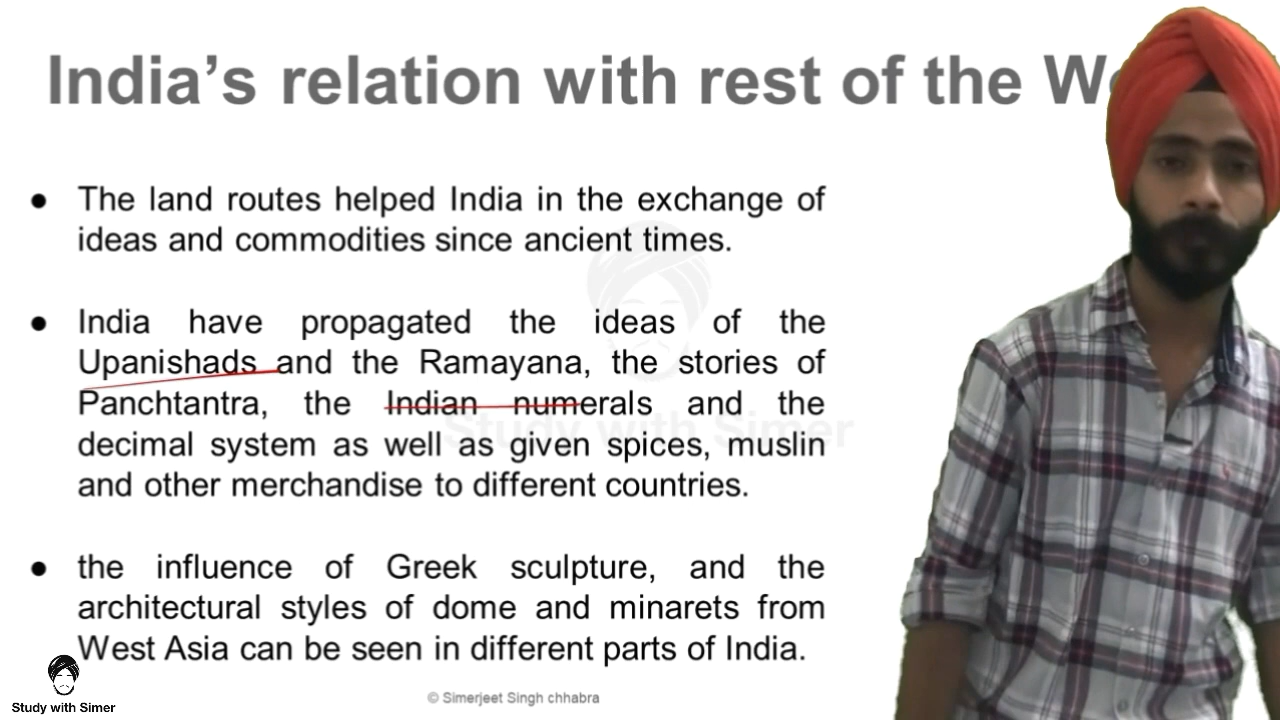 India’s relation with rest of the W
● The land routes helped India in the exchange of
ideas and commodities since ancient times.
● India have propagated the ideas of the
Upanishads and the Ramayana, the stories of
Panchtantra, the Indian numerals and the
decimal system as well as given spices, muslin
and other merchandise to different countries.
● the influence of Greek sculpture, and the
architectural styles of dome and minarets from
West Asia can be seen in different parts of India.
Study with Simer
© Simerjeet Singh chhabra
Study with Simer